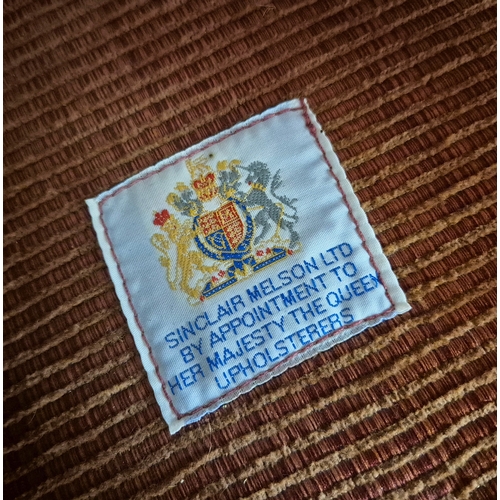 SINCLAIR MELSON LTD
BY APPOINTMENT TO
HER MAJESTY THE QUEEN
UPHOLSTERERS